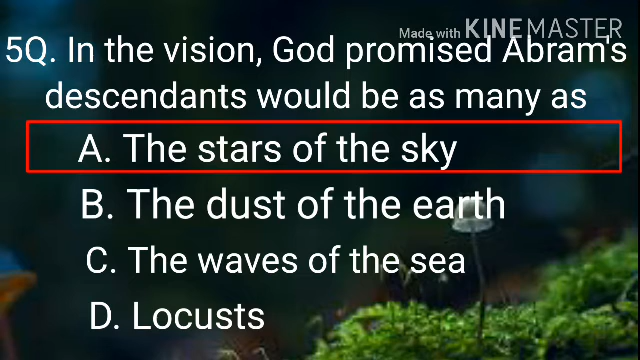 Made with KINEMASTER
5Q. In the vision, God promised Abram's
descendants would be as many as
A. The stars of the sky
B. The dust of the earth
C. The waves of the sea
D. Locusts